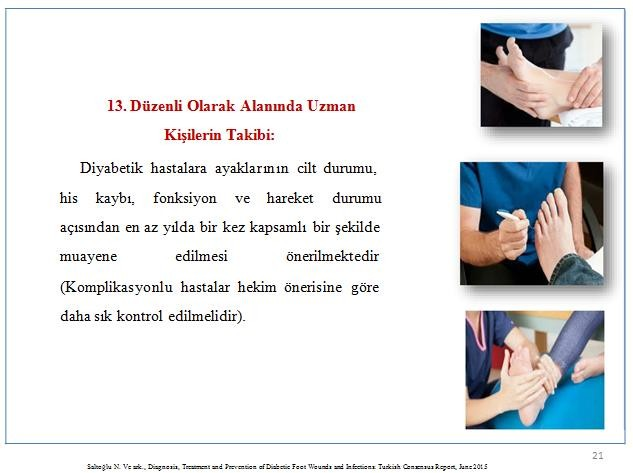 13. Düzenli Olarak Alanında Uzman
Kişilerin Takibi:
Diyabetik hastalara ayaklarının cilt durumu,
his kaybı, fonksiyon ve hareket durumu
açısından en az yılda bir kez kapsamlı bir şekilde
muayene edilmesi önerilmektedir
(Komplikasyonlu hastalar hekim önerisine göre
daha sık kontrol edilmelidir).
21
Saltoğlu N. Ve ark., Diagnosis, Treatment and Prevention of Diabetic Foot Wounds and Infections: Turkish Consensus Report, June 2015